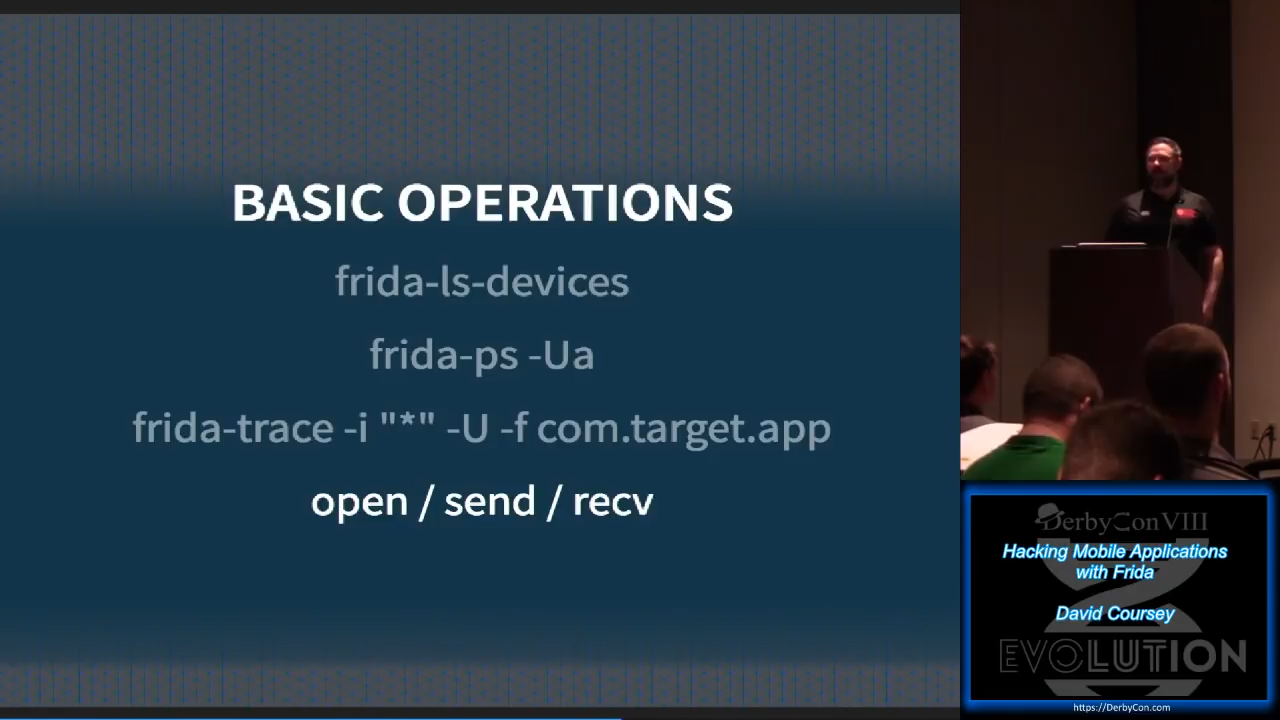 BASIC OPERATIONS
frida-ls-devices
frida-ps -Ua
frida-trace -i "*" -U -f com.target.app
open / send / recv
DerbyCon VIII
Hacking Mobile Applications
with Frida
David Coursey
EVOLUTION
https://DerbyCon.com